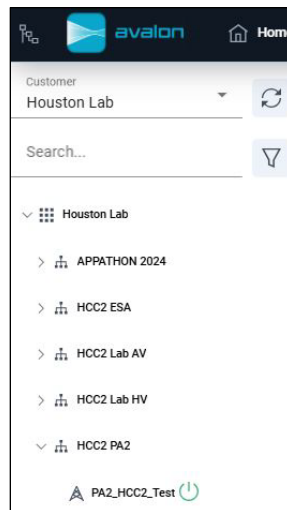 avalon Home
Customer
Houston Lab
Search...
Houston Lab
APPATHON 2024
HCC2 ESA
HCC2 Lab AV
HCC2 Lab HV
HCC2 PA2
PA2_HCC2_Test